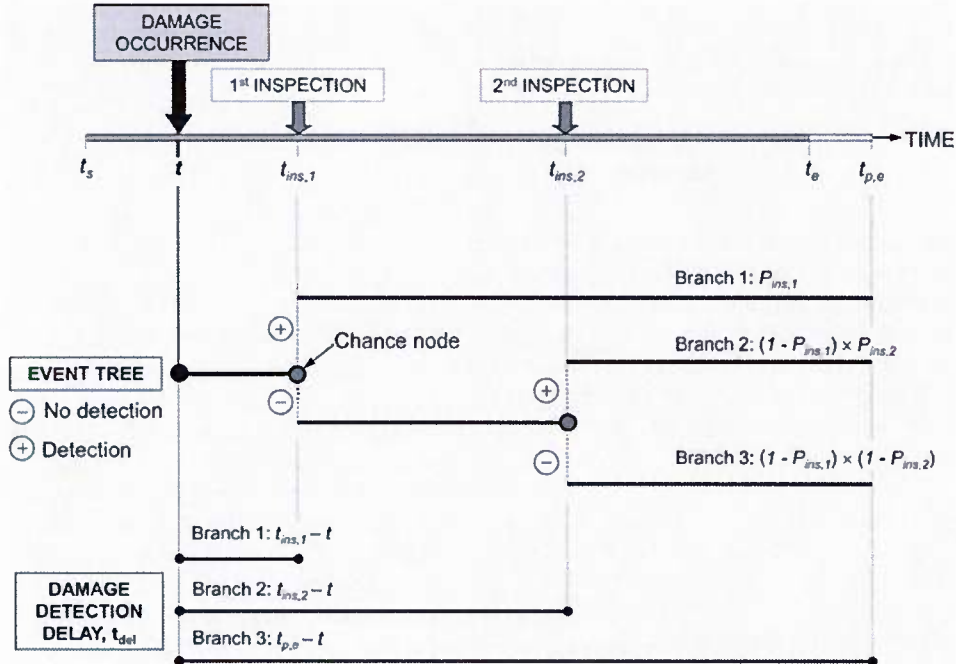 DAMAGE
OCCURRENCE
1st INSPECTION
2nd INSPECTION
TIME
ts
t
tins,1
tins,2
te
tp,e
Branch 1: Pins,1
Chance node
Branch 2: (1 - Pins,1) × Pins,2
EVENT TREE
− No detection
+ Detection
+
−
+
−
Branch 3: (1 - Pins,1) × (1 - Pins,2)
Branch 1: tins,1 – t
DAMAGE
DETECTION
DELAY, tdel
Branch 2: tins,2 – t
Branch 3: tp,e – t